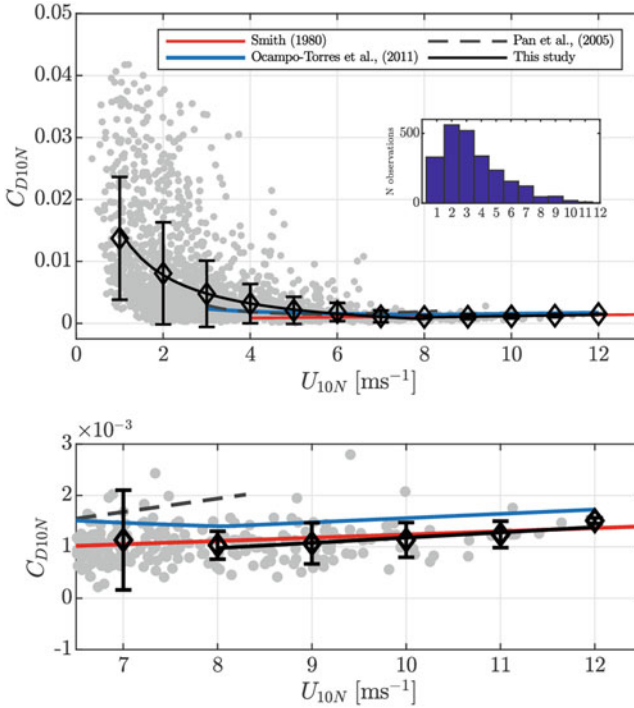 0.05
0.04
0.03
0.02
0.01
0
C_{D10N}
Smith (1980)
Ocampo-Torres et al., (2011)
Pan et al., (2005)
This study
500
0
N observations
1 2 3 4 5 6 7 8 9 10 11 12
0 2 4 6 8 10 12
U_{10N} [ms^{-1}]
×10^{-3}
3
2
1
0
-1
C_{D10N}
7 8 9 10 11 12
U_{10N} [ms^{-1}]